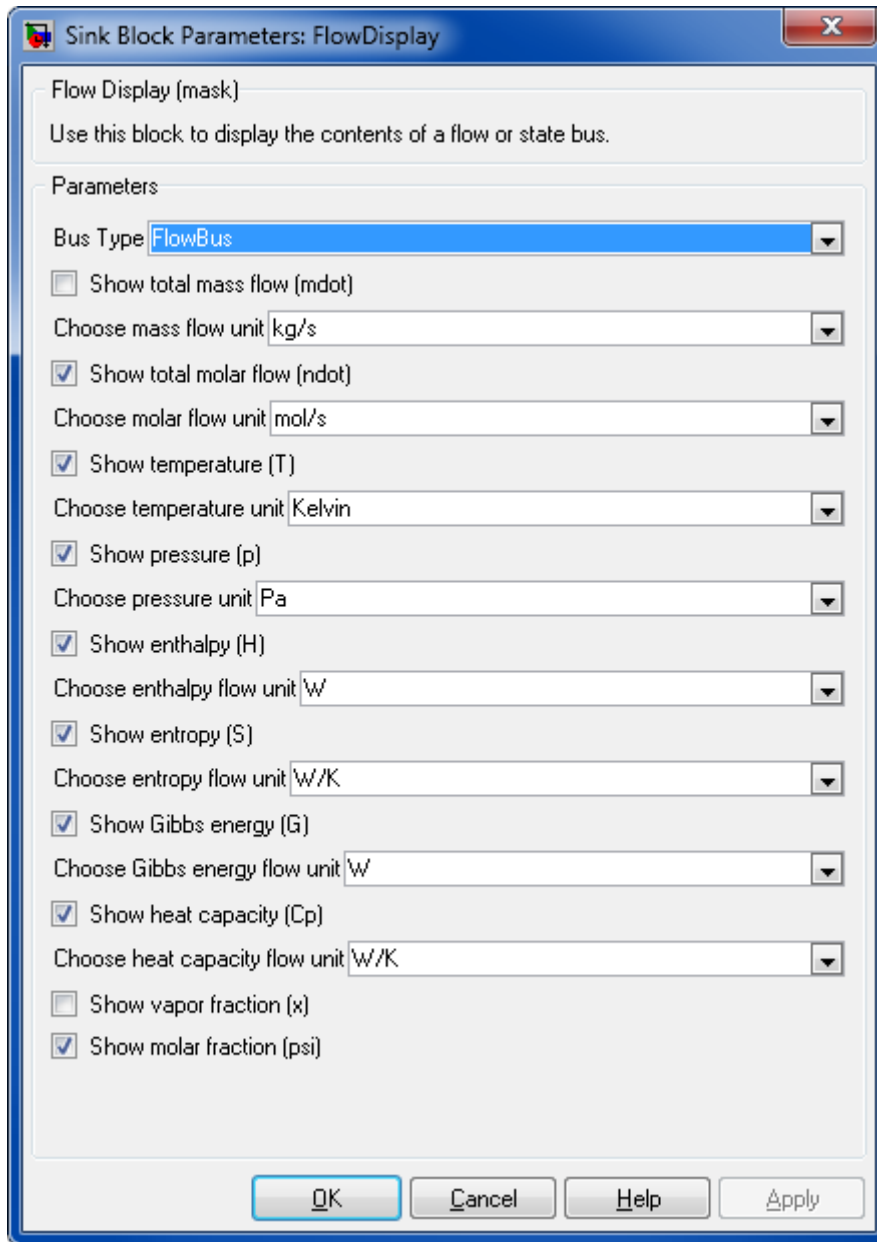 Sink Block Parameters: FlowDisplay
Flow Display (mask)
Use this block to display the contents of a flow or state bus.
Parameters
Bus Type FlowBus
Show total mass flow (mdot)
Choose mass flow unit kg/s
Show total molar flow (ndot)
Choose molar flow unit mol/s
Show temperature (T)
Choose temperature unit Kelvin
Show pressure (p)
Choose pressure unit Pa
Show enthalpy (H)
Choose enthalpy flow unit W
Show entropy (S)
Choose entropy flow unit W/K
Show Gibbs energy (G)
Choose Gibbs energy flow unit W
Show heat capacity (Cp)
Choose heat capacity flow unit W/K
Show vapor fraction (x)
Show molar fraction (psi)
OK Cancel Help Apply